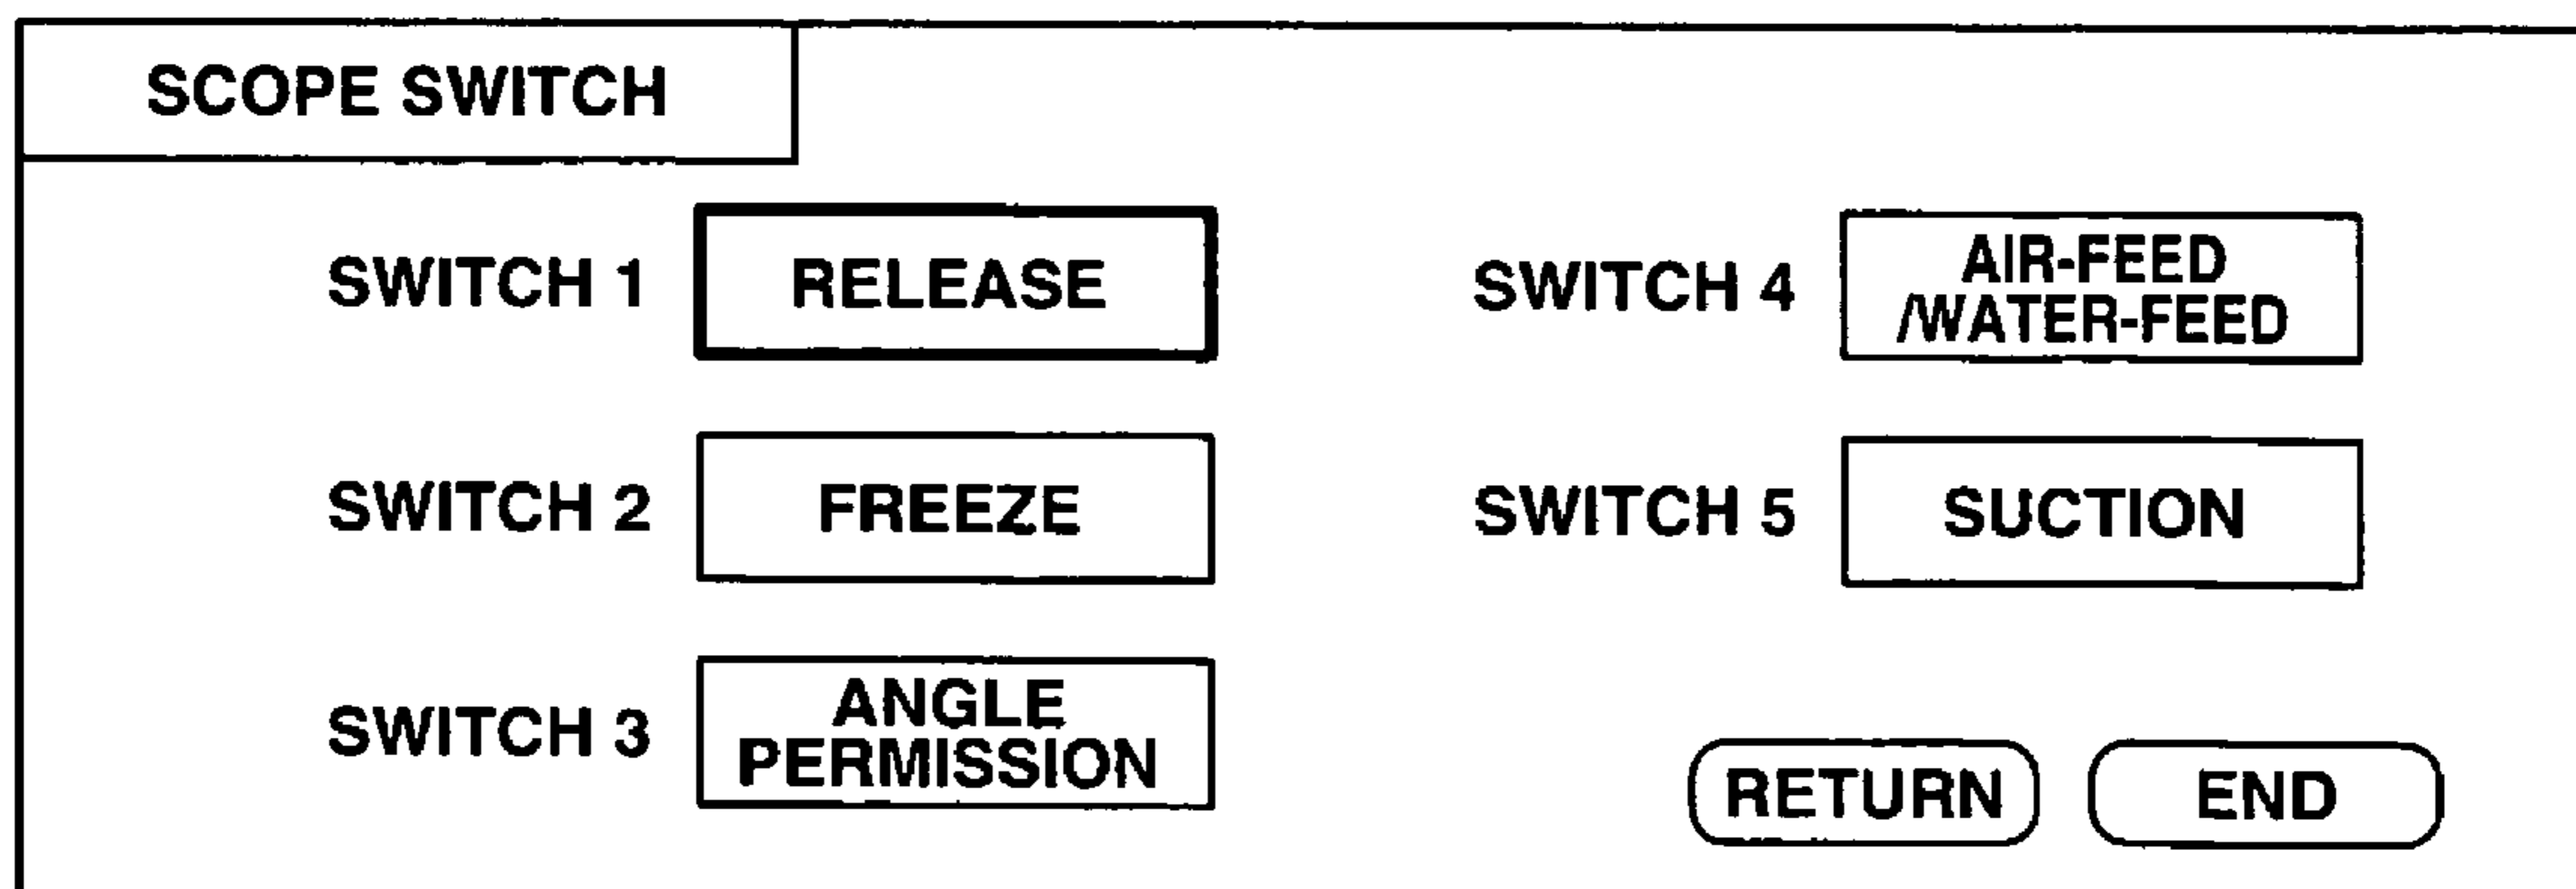 SCOPE SWITCH
SWITCH 1 RELEASE
SWITCH 2 FREEZE
SWITCH 3 ANGLE
PERMISSION
SWITCH 4 AIR-FEED
/WATER-FEED
SWITCH 5 SUCTION
RETURN END